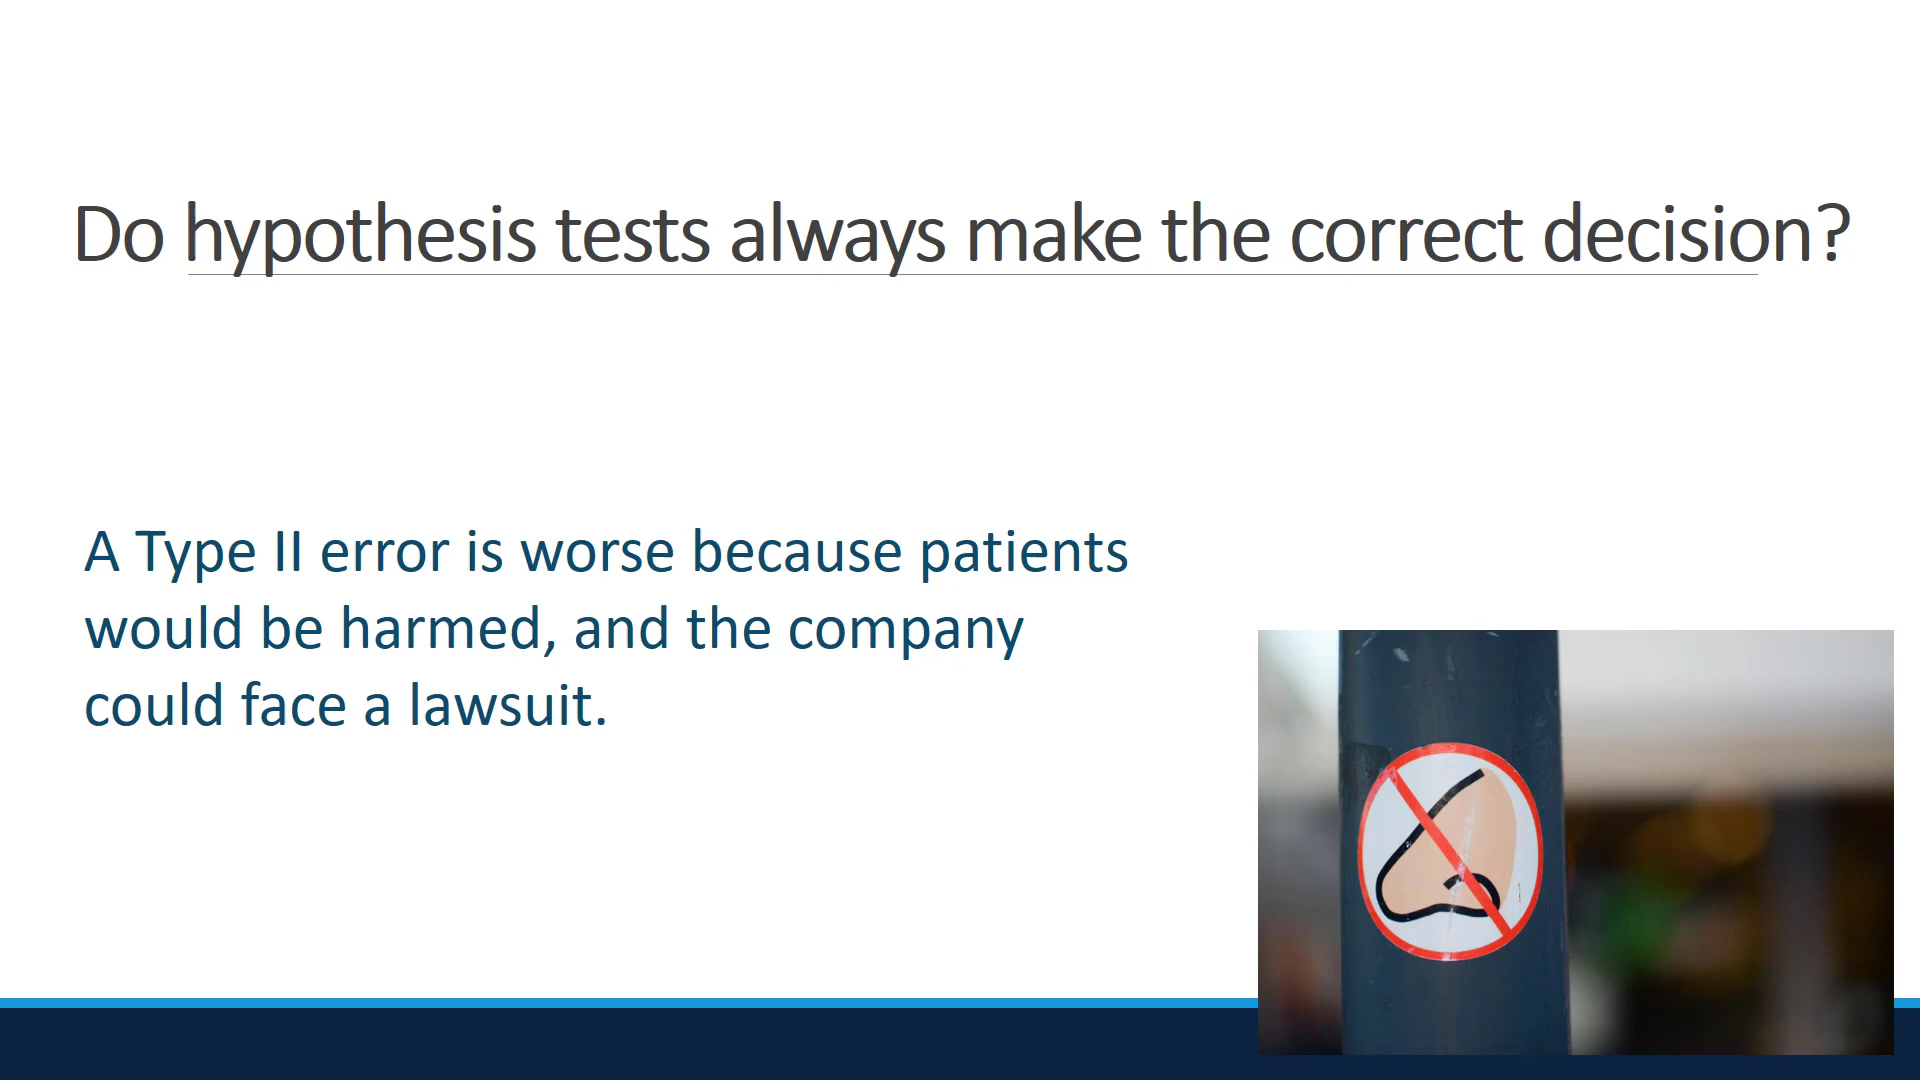 Do hypothesis tests always make the correct decision?
A Type II error is worse because patients
would be harmed, and the company
could face a lawsuit.